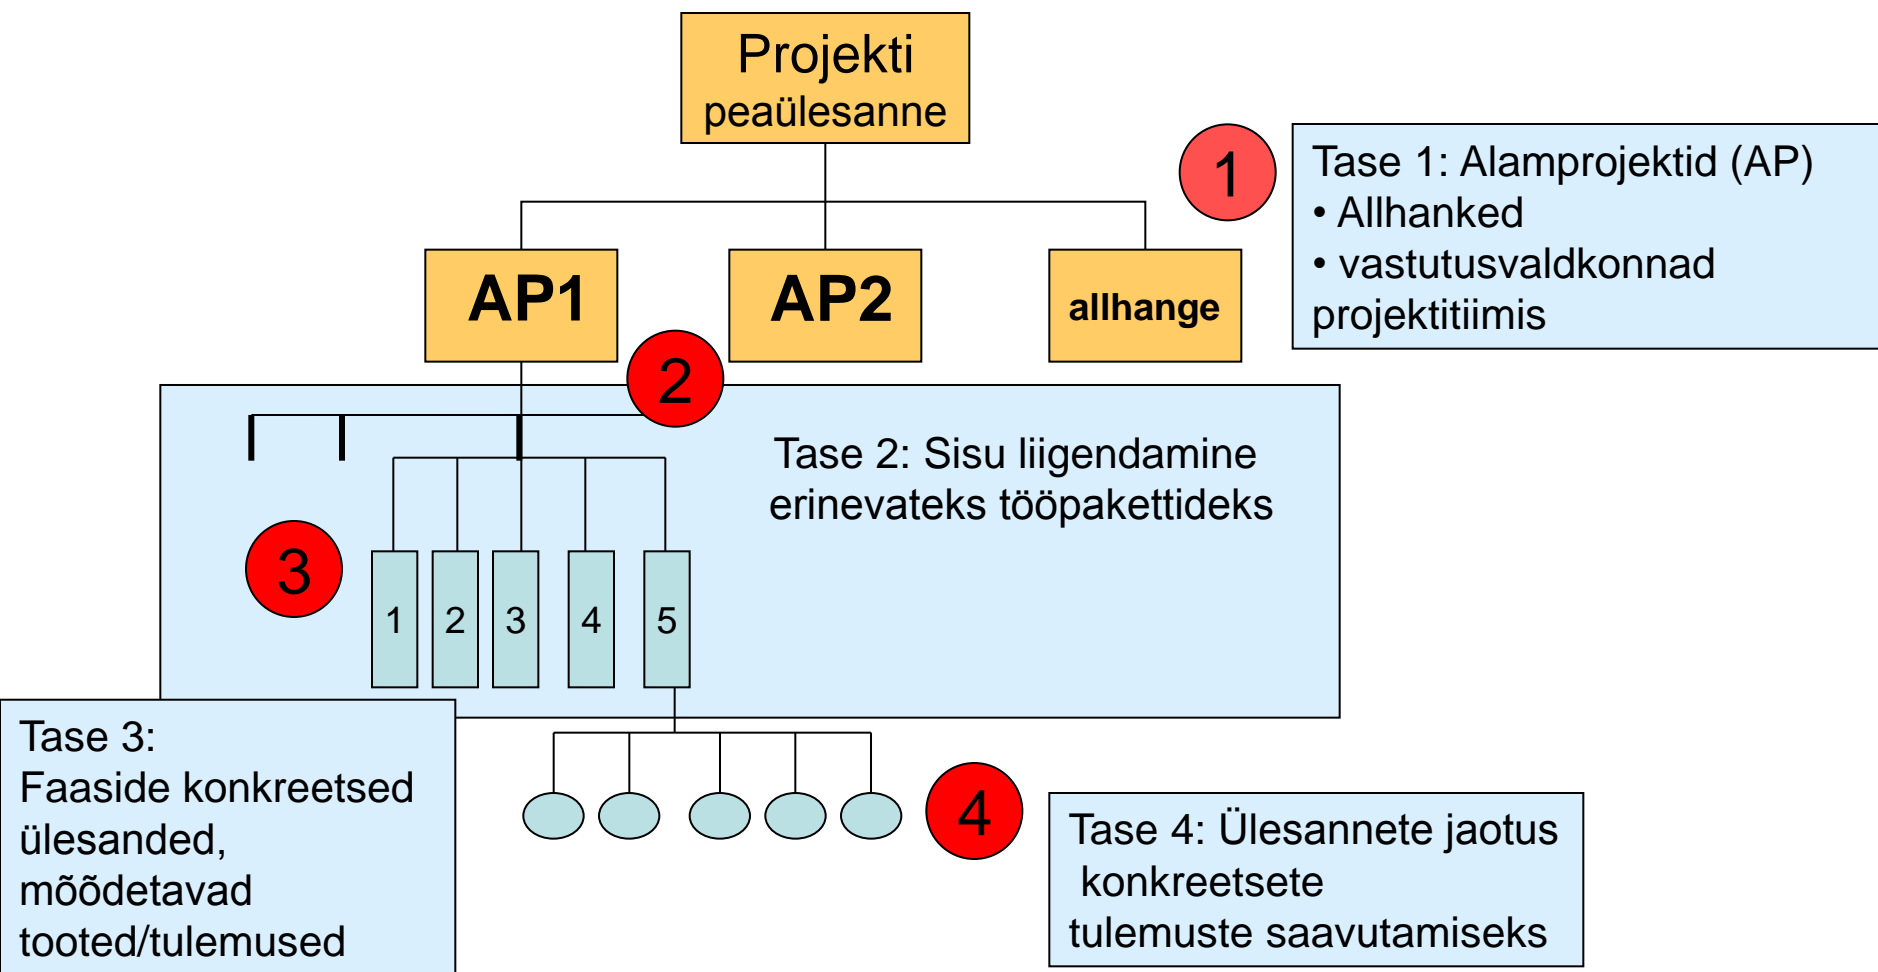 Projekti
peaülesanne
1
Tase 1: Alamprojektid (AP)
• Allhanked
• vastutusvaldkonnad
projektitiimis
AP1
AP2
allhange
2
Tase 2: Sisu liigendamine
erinevateks tööpakettideks
3
1 2 3 4 5
Tase 3:
Faaside konkreetsed
ülesanded,
mõõdetavad
tooted/tulemused
4
Tase 4: Ülesannete jaotus
konkreetsete
tulemuste saavutamiseks